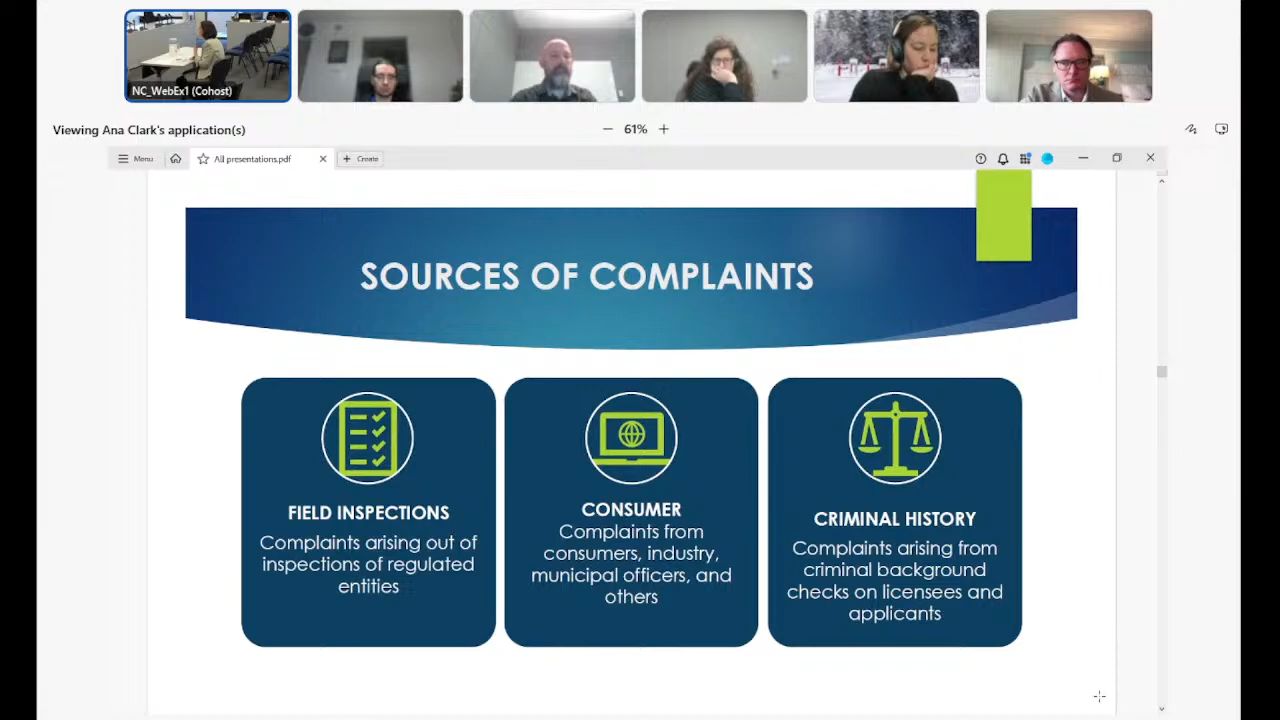 NC_WebEx1 (Cohost)
Viewing Ana Clark's application(s)
61%
Menu
All presentations.pdf
Create
SOURCES OF COMPLAINTS
FIELD INSPECTIONS
Complaints arising out of
inspections of regulated
entities
CONSUMER
Complaints from
consumers, industry,
municipal officers, and
others
CRIMINAL HISTORY
Complaints arising from
criminal background
checks on licensees and
applicants